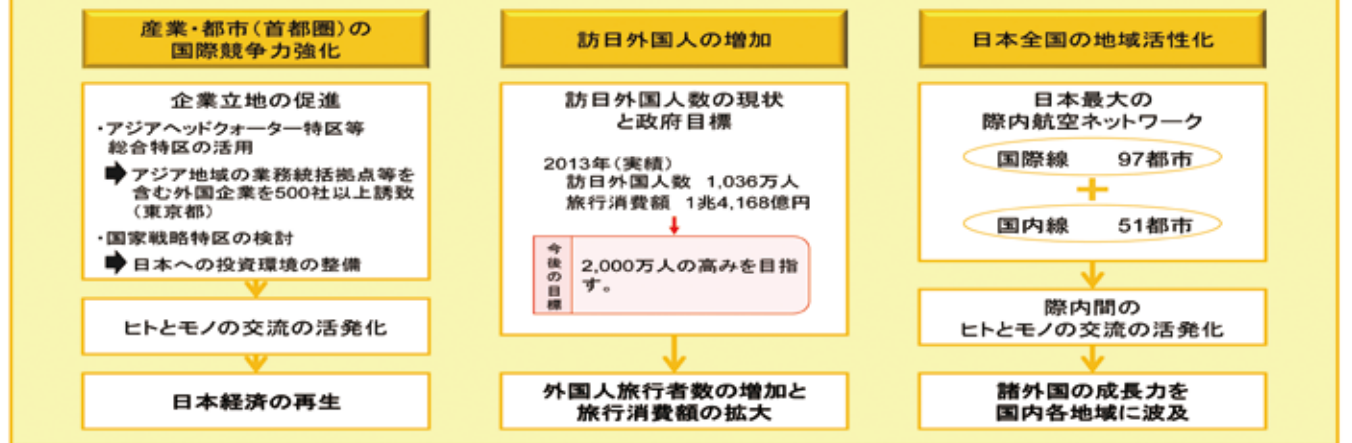 産業・都市(首都圏)の
国際競争力強化
企業立地の促進
・アジアヘッドクォーター特区等
総合特区の活用
➡アジア地域の業務統括拠点等を
含む外国企業を500社以上誘致
(東京都)
・国家戦略特区の検討
➡日本への投資環境の整備
ヒトとモノの交流の活発化
日本経済の再生
訪日外国人の増加
訪日外国人数の現状
と政府目標
2013年(実績)
訪日外国人数 1,036万人
旅行消費額 1兆4,168億円
今後の目標
2,000万人の高みを目指
す。
外国人旅行者数の増加と
旅行消費額の拡大
日本全国の地域活性化
日本最大の
際内航空ネットワーク
国際線 97都市
+
国内線 51都市
際内間の
ヒトとモノの交流の活発化
諸外国の成長力を
国内各地域に波及